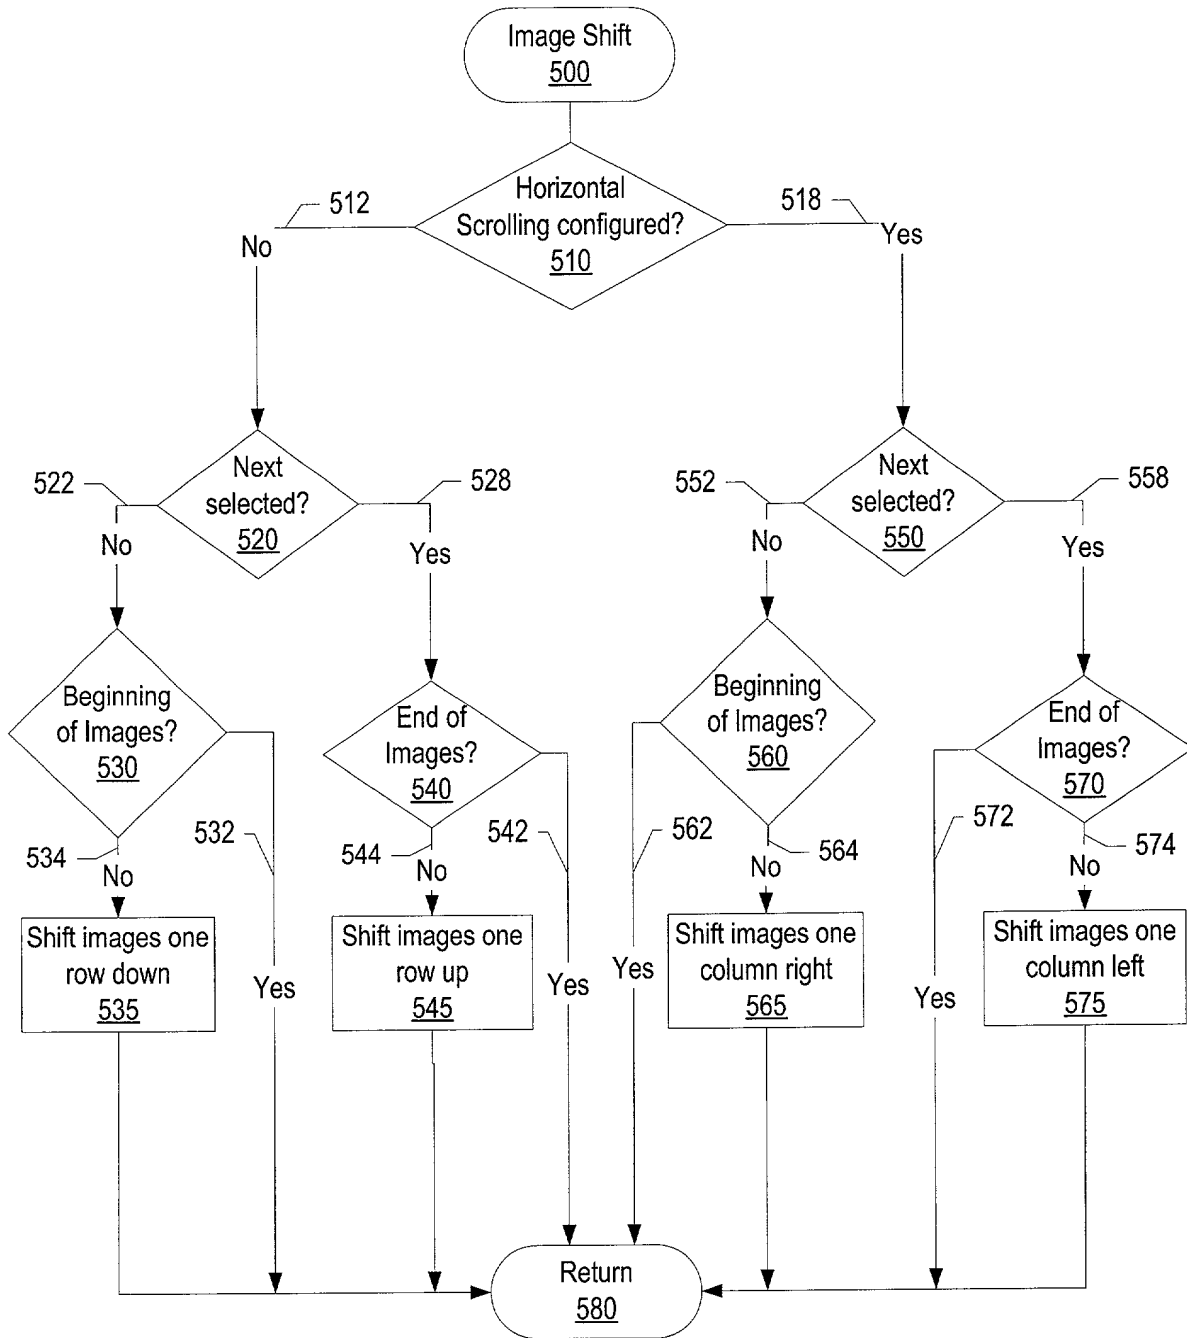 Image Shift
500
Horizontal
Scrolling configured?
510
512
518
No
Yes
Next
selected?
520
522
528
No
Yes
Next
selected?
550
552
558
No
Yes
Beginning
of Images?
530
End of
Images?
540
Beginning
of Images?
560
End of
Images?
570
534
532
544
542
562
564
572
574
No
No
No
No
Shift images one
row down
535
Yes
Shift images one
row up
545
Yes
Yes
Shift images one
column right
565
Yes
Shift images one
column left
575
Return
580